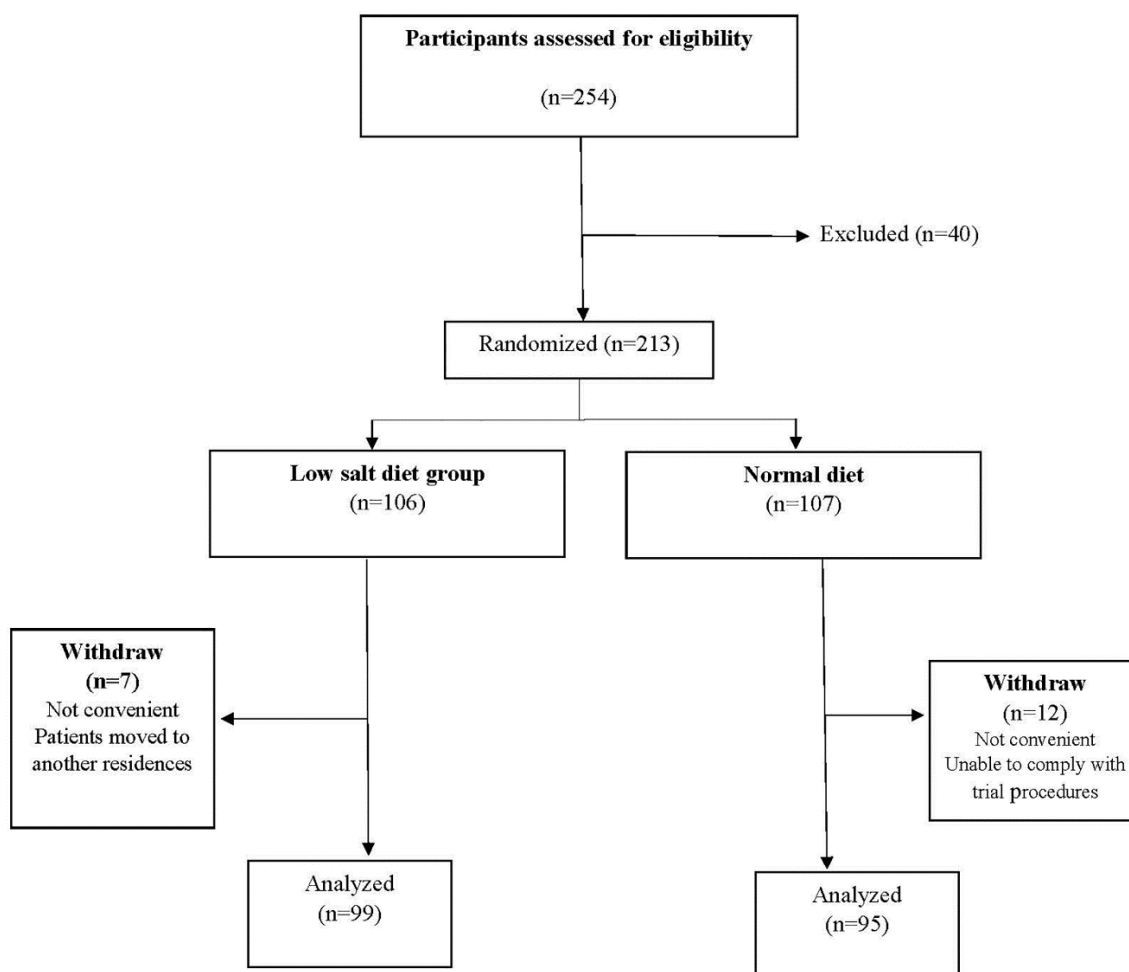 Participants assessed for eligibility
(n=254)
Excluded (n=40)
Randomized (n=213)
Low salt diet group
(n=106)
Normal diet
(n=107)
Withdraw
(n=7)
Not convenient
Patients moved to
another residences
Withdraw
(n=12)
Not convenient
Unable to comply with
trial procedures
Analyzed
(n=99)
Analyzed
(n=95)